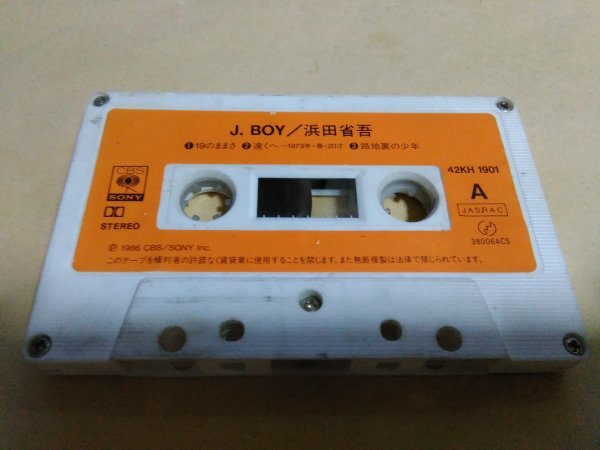 J. BOY／浜田省吾
❶19のままさ ❷遠くへ —1973年・春・20才 ❸路地裏の少年
CBS
SONY
STEREO
42KH 1901
A
JASRAC
380064CS
Ⓟ 1986 CBS/SONY Inc.
このテープを権利者の許諾なく賃貸業に使用することを禁じます。また無断複製は法律で禁じられています。